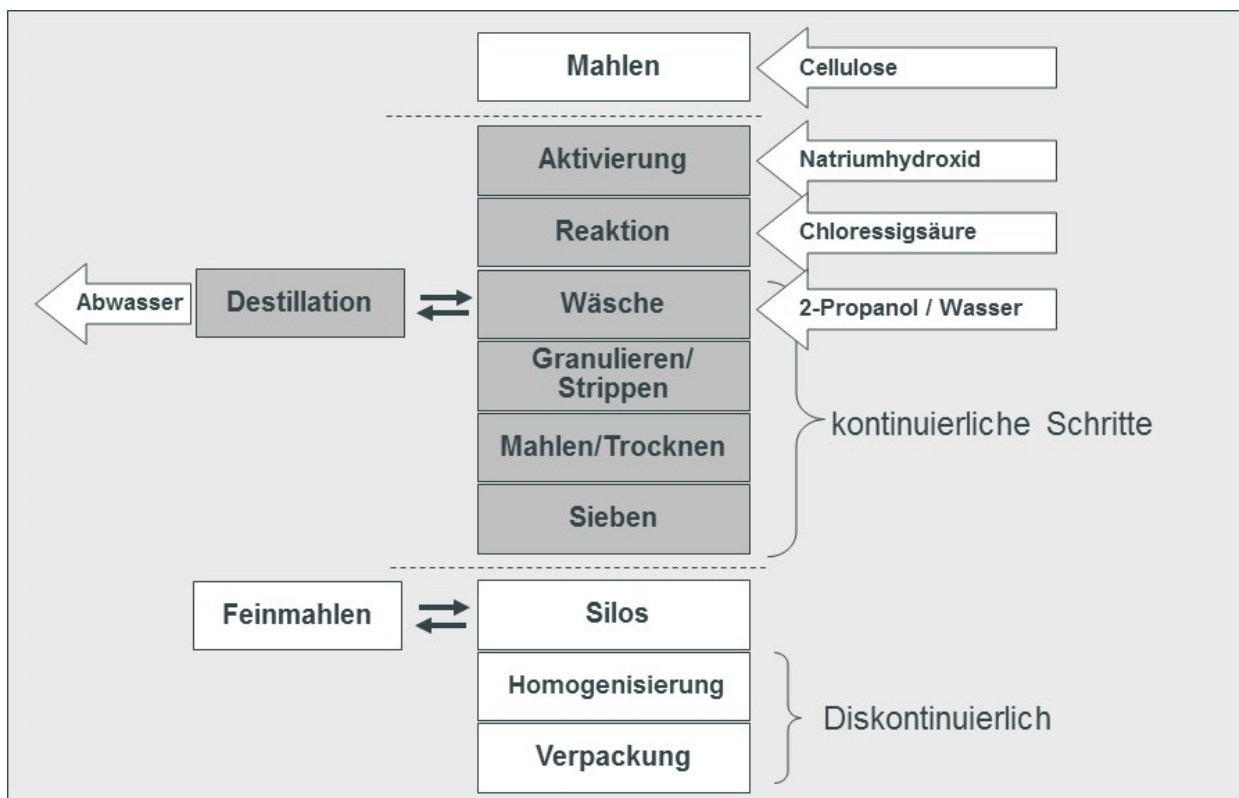 Mahlen
Cellulose
Aktivierung
Natriumhydroxid
Reaktion
Chloressigsäure
Abwasser
Destillation
Wäsche
2-Propanol / Wasser
Granulieren/
Strippen
kontinuierliche Schritte
Mahlen/Trocknen
Sieben
Feinmahlen
Silos
Homogenisierung
Diskontinuierlich
Verpackung